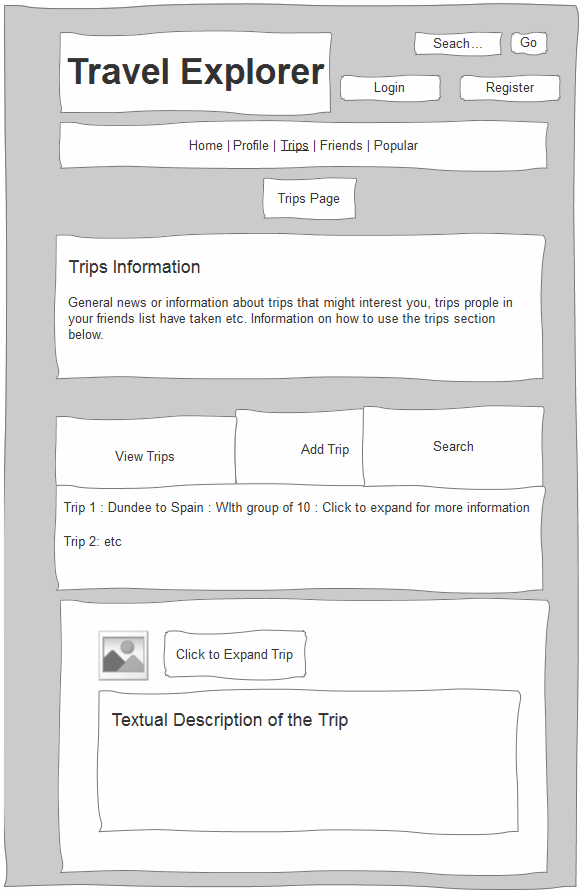 Seach...
Go
Travel Explorer
Login
Register
Home | Profile | Trips | Friends | Popular
Trips Page
Trips Information
General news or information about trips that might interest you, trips prople in
your friends list have taken etc. Information on how to use the trips section
below.
View Trips
Add Trip
Search
Trip 1 : Dundee to Spain : WIth group of 10 : Click to expand for more information
Trip 2: etc
Click to Expand Trip
Textual Description of the Trip